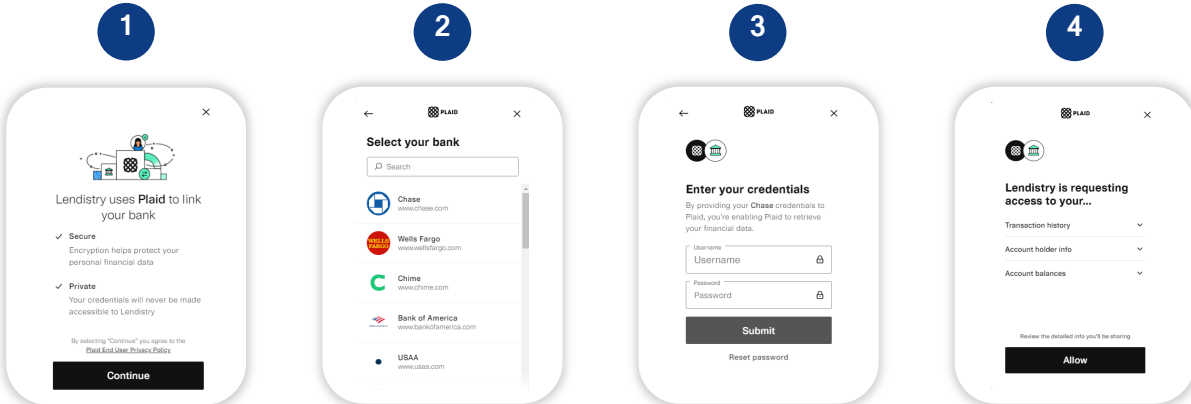 1
Lendistry uses Plaid to link
your bank
Secure
Encryption helps protect your
personal financial data
Private
Your credentials will never be made
accessible to Lendistry
By selecting "Continue" you agree to the
Plaid End User Privacy Policy
Continue
2
PLAID
Select your bank
Search
Chase
www.chase.com
WELLS
FARGO
Wells Fargo
www.wellsfargo.com
Chime
www.chime.com
Bank of America
www.bankofamerica.com
USAA
www.usaa.com
3
PLAID
Enter your credentials
By providing your Chase credentials to
Plaid, you're enabling Plaid to retrieve
your financial data.
Username
Username
Password
Password
Submit
Reset password
4
PLAID
Lendistry is requesting
access to your...
Transaction history
Account holder info
Account balances
Review the detailed info you'll be sharing
Allow